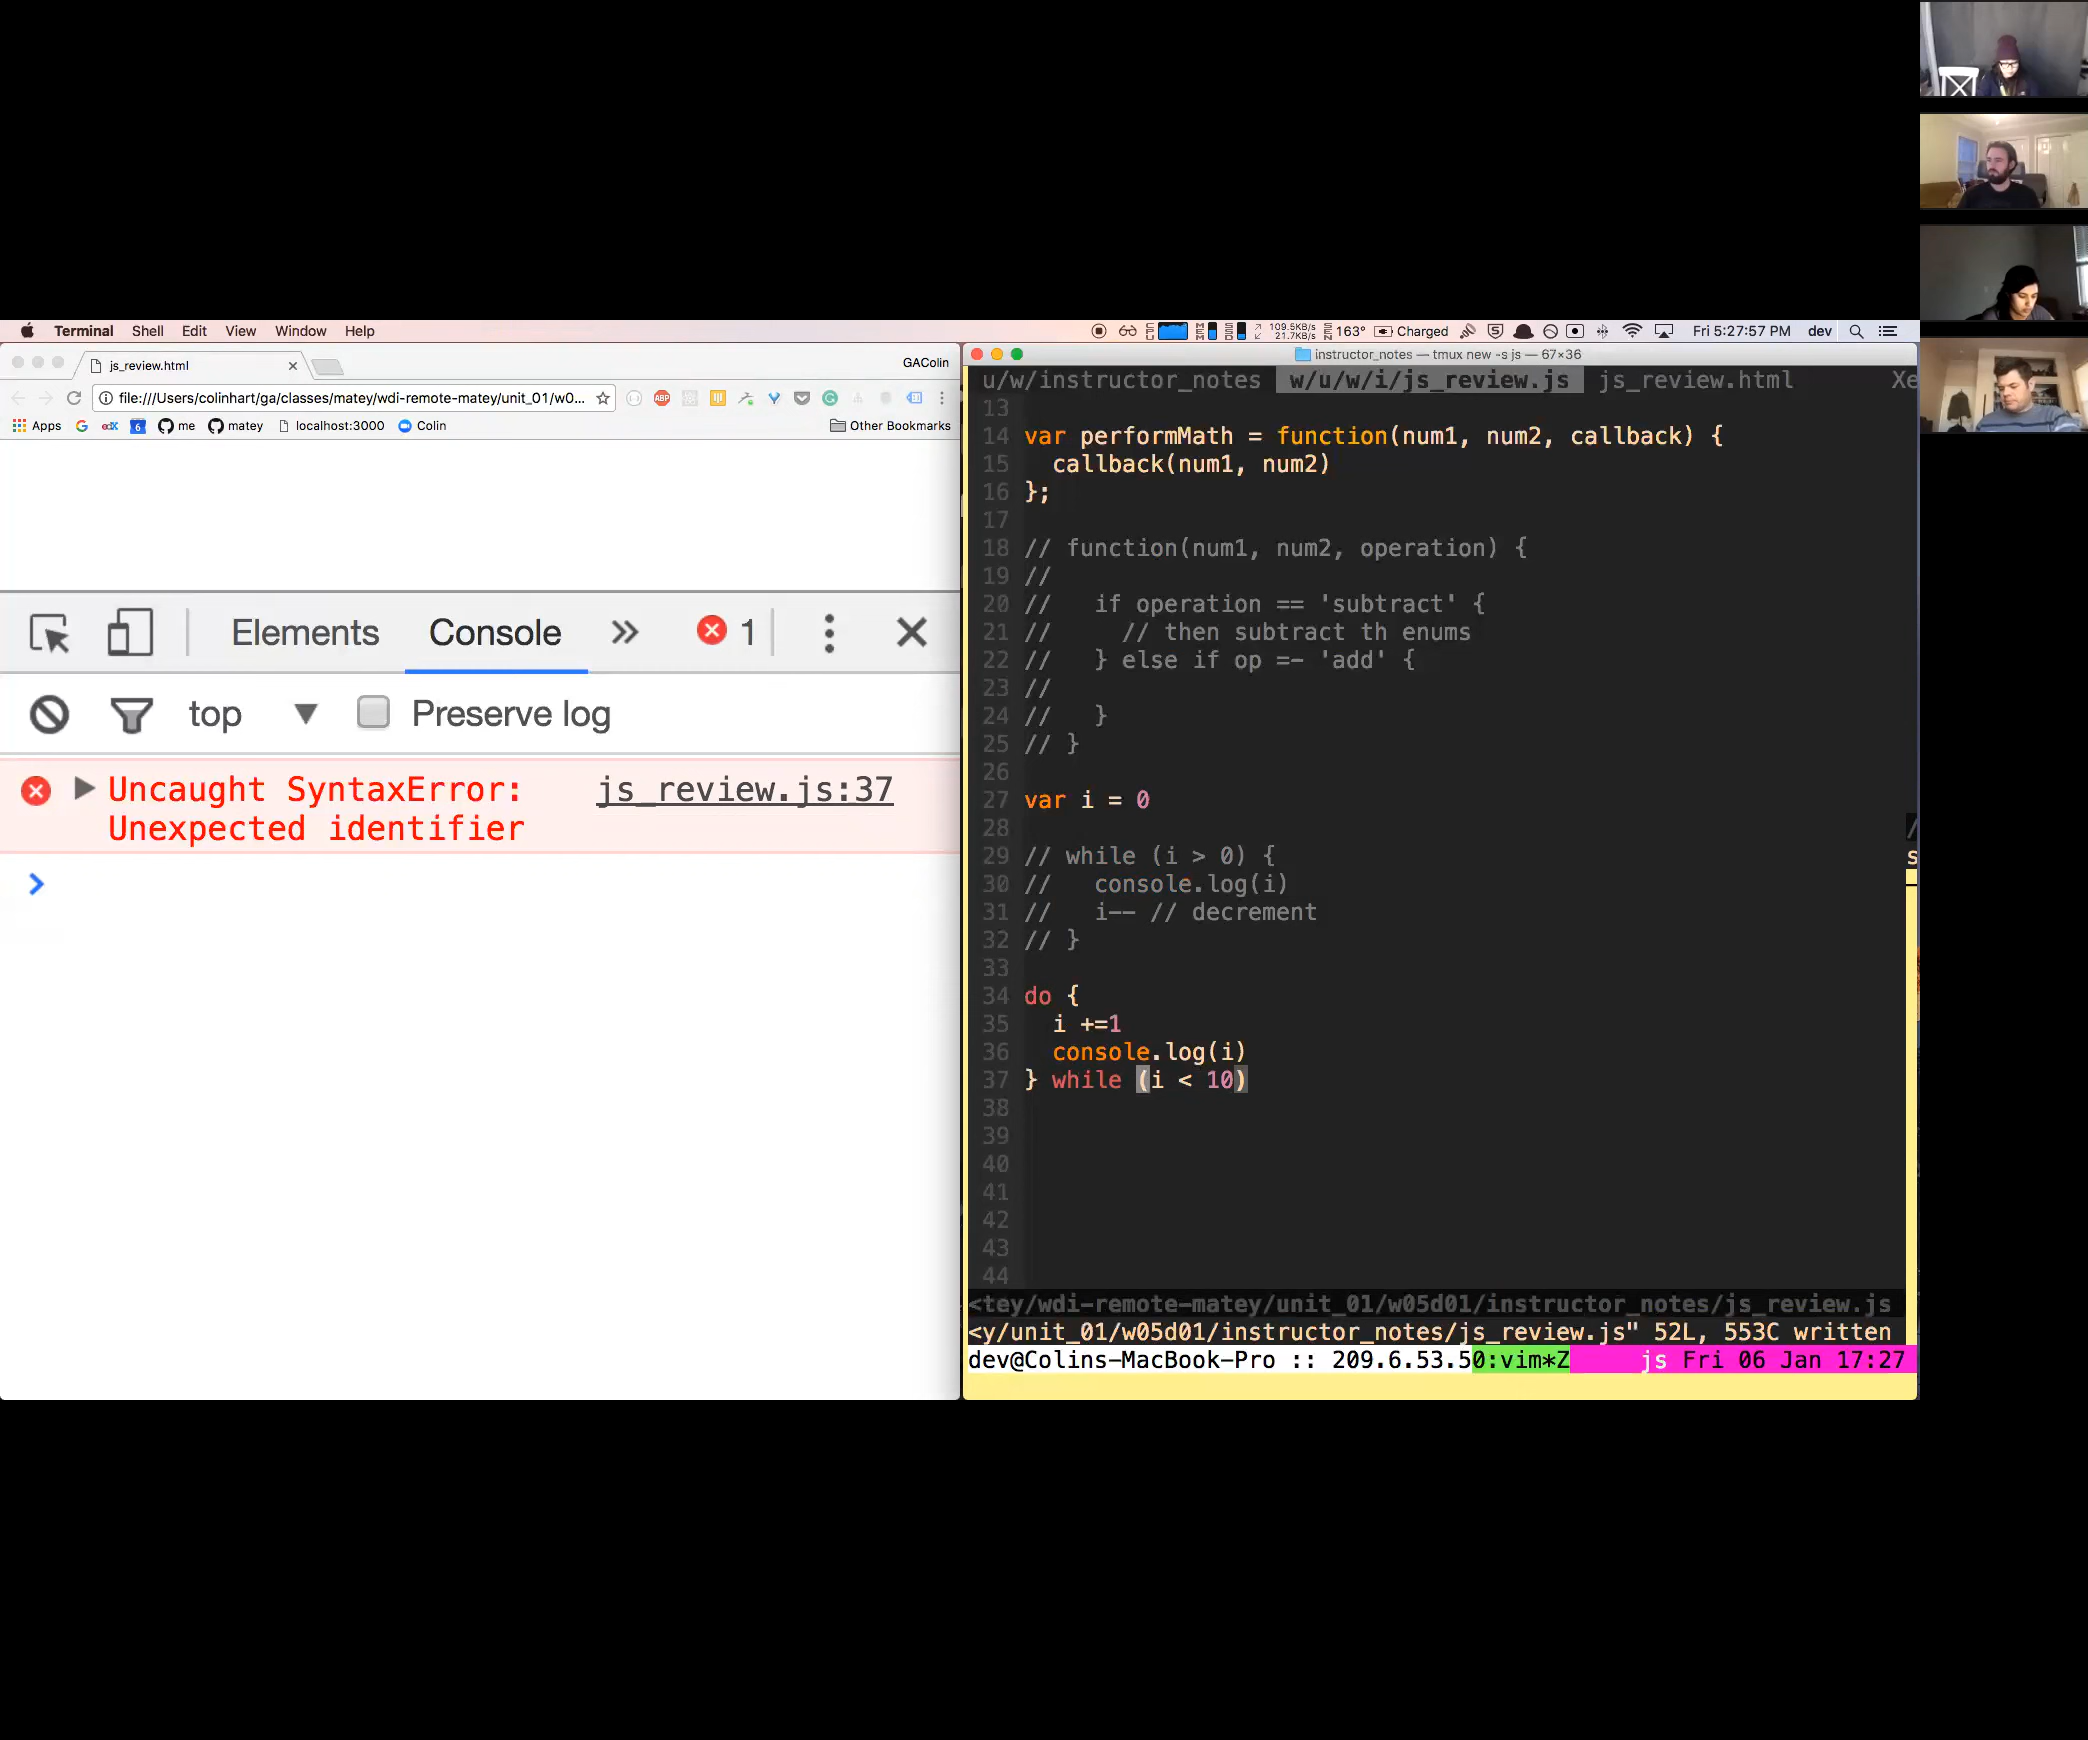 Terminal Shell Edit View Window Help
109.5KB/s 21.7KB/s 163° Charged Fri 5:27:57 PM dev
js_review.html
GAColin
file:///Users/colinhart/ga/classes/matey/wdi-remote-matey/unit_01/w0...
Apps me matey localhost:3000 Colin Other Bookmarks
Elements Console 1
top Preserve log
Uncaught SyntaxError: js_review.js:37
Unexpected identifier
instructor_notes — tmux new -s js — 67×36
u/w/instructor_notes w/u/w/i/js_review.js js_review.html Xe
13
14 var performMath = function(num1, num2, callback) {
15 callback(num1, num2)
16 };
17
18 // function(num1, num2, operation) {
19 //
20 // if operation == 'subtract' {
21 // // then subtract th enums
22 // } else if op =- 'add' {
23 //
24 // }
25 // }
26
27 var i = 0
28
29 // while (i > 0) {
30 // console.log(i)
31 // i-- // decrement
32 // }
33
34 do {
35 i +=1
36 console.log(i)
37 } while (i < 10)
38
39
40
41
42
43
44
<tey/wdi-remote-matey/unit_01/w05d01/instructor_notes/js_review.js
<y/unit_01/w05d01/instructor_notes/js_review.js" 52L, 553C written
dev@Colins-MacBook-Pro :: 209.6.53.50:vim*Z js Fri 06 Jan 17:27